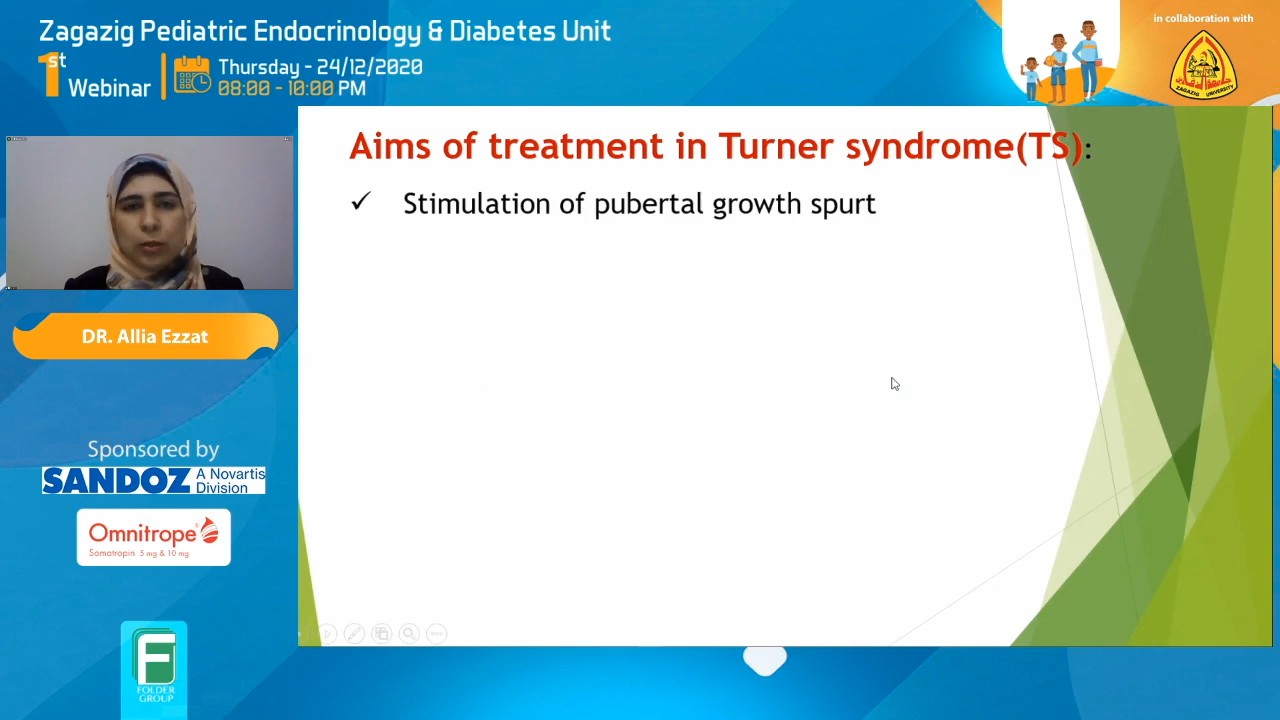 Zagazig Pediatric Endocrinology & Diabetes Unit
1st Webinar
Thursday - 24/12/2020
08:00 - 10:00 PM
in collaboration with
ZAGAZIG UNIVERSITY
Aims of treatment in Turner syndrome(TS):
✓ Stimulation of pubertal growth spurt
DR. Allia Ezzat
Sponsored by
SANDOZ A Novartis
Division
Omnitrope®
Somatropin 5 mg & 10 mg
F
FOLDER
GROUP